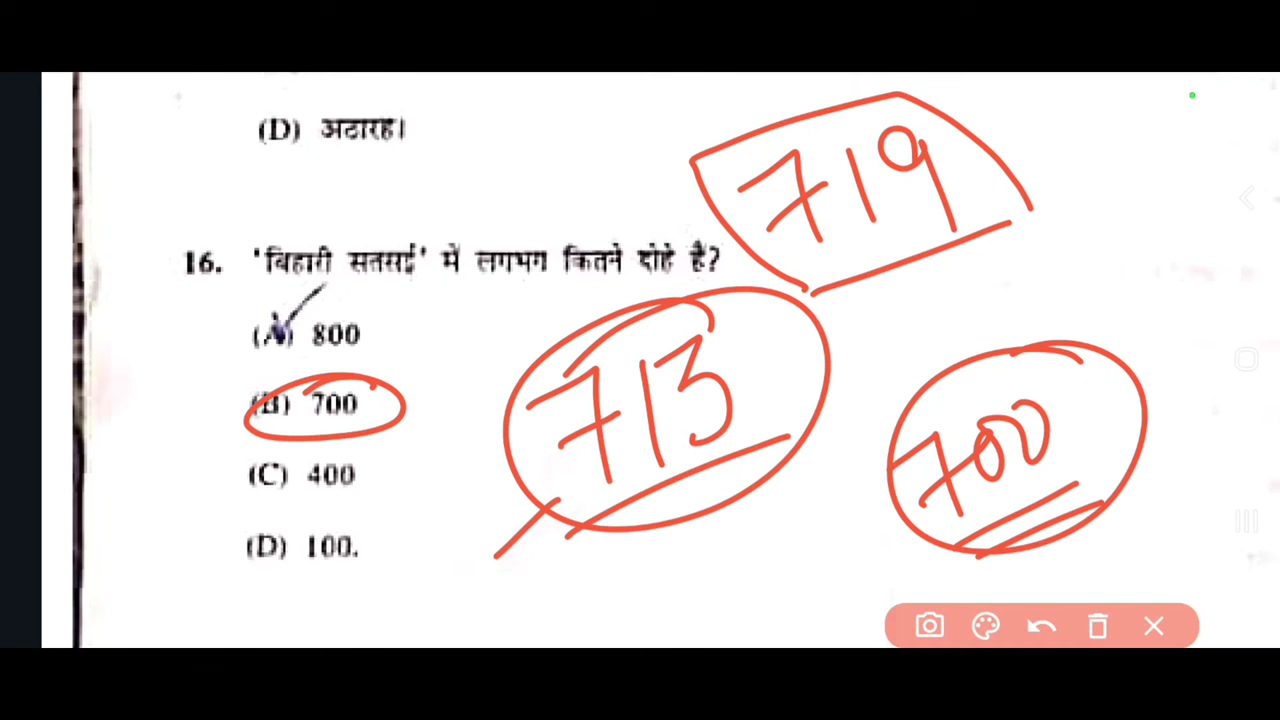 (D) अठारह।
719
16. 'बिहारी सतसई' में लगभग कितने दोहे है?
(A) 800
(B) 700
713
700
(C) 400
(D) 100.